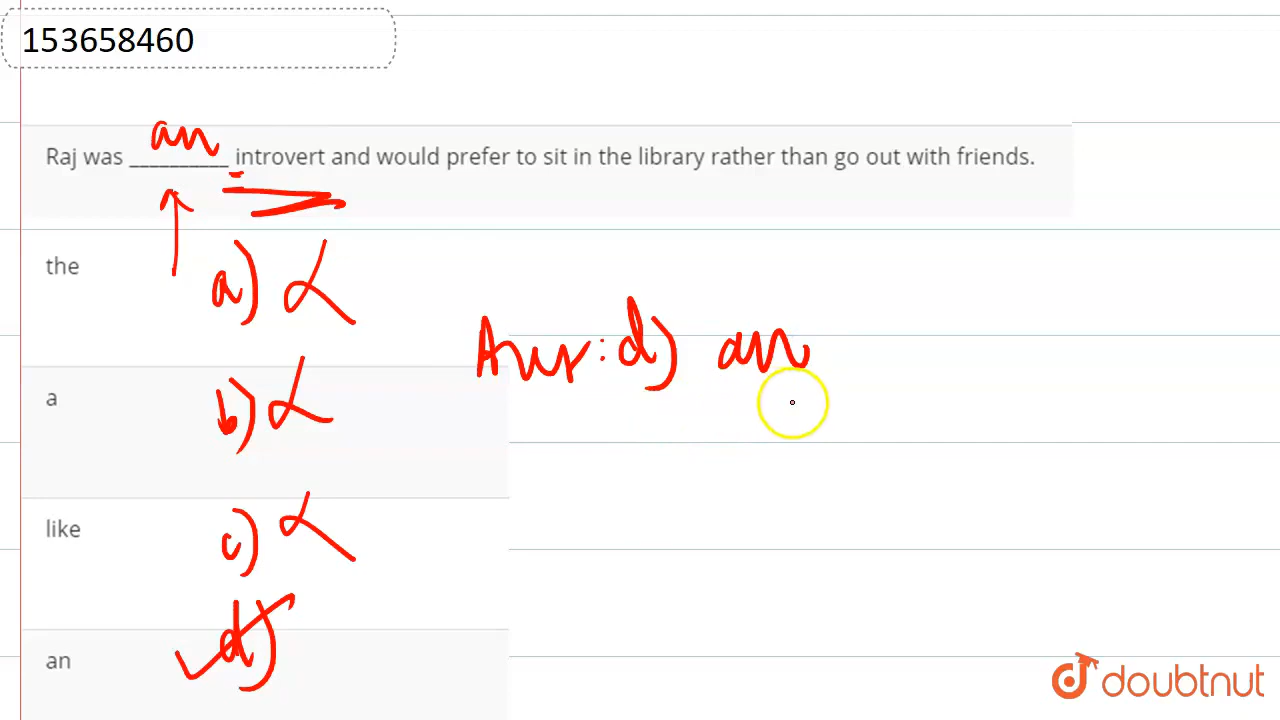 153658460
an
Raj was __________ introvert and would prefer to sit in the library rather than go out with friends.
the
a)
a
b)
like
c)
an
d)
Ans: d) an
doubtnut